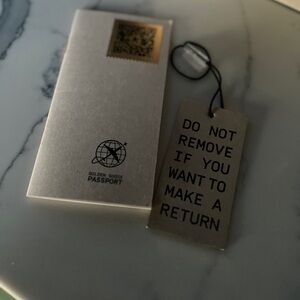 GOLDEN GOOSE
PASSPORT
DO NOT
REMOVE
IF YOU
WANT TO
MAKE A
RETURN